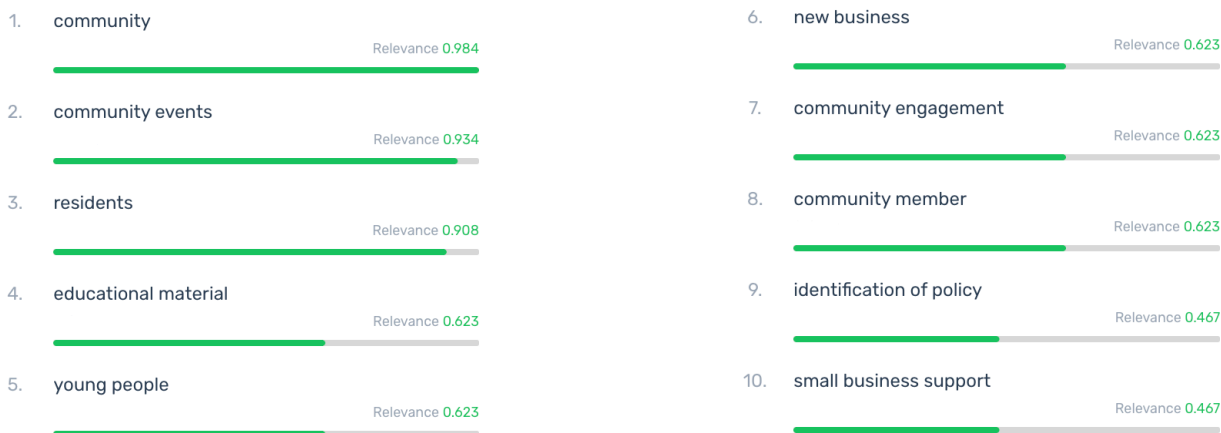 1. community
Relevance 0.984
2. community events
Relevance 0.934
3. residents
Relevance 0.908
4. educational material
Relevance 0.623
5. young people
Relevance 0.623
6. new business
Relevance 0.623
7. community engagement
Relevance 0.623
8. community member
Relevance 0.623
9. identification of policy
Relevance 0.467
10. small business support
Relevance 0.467